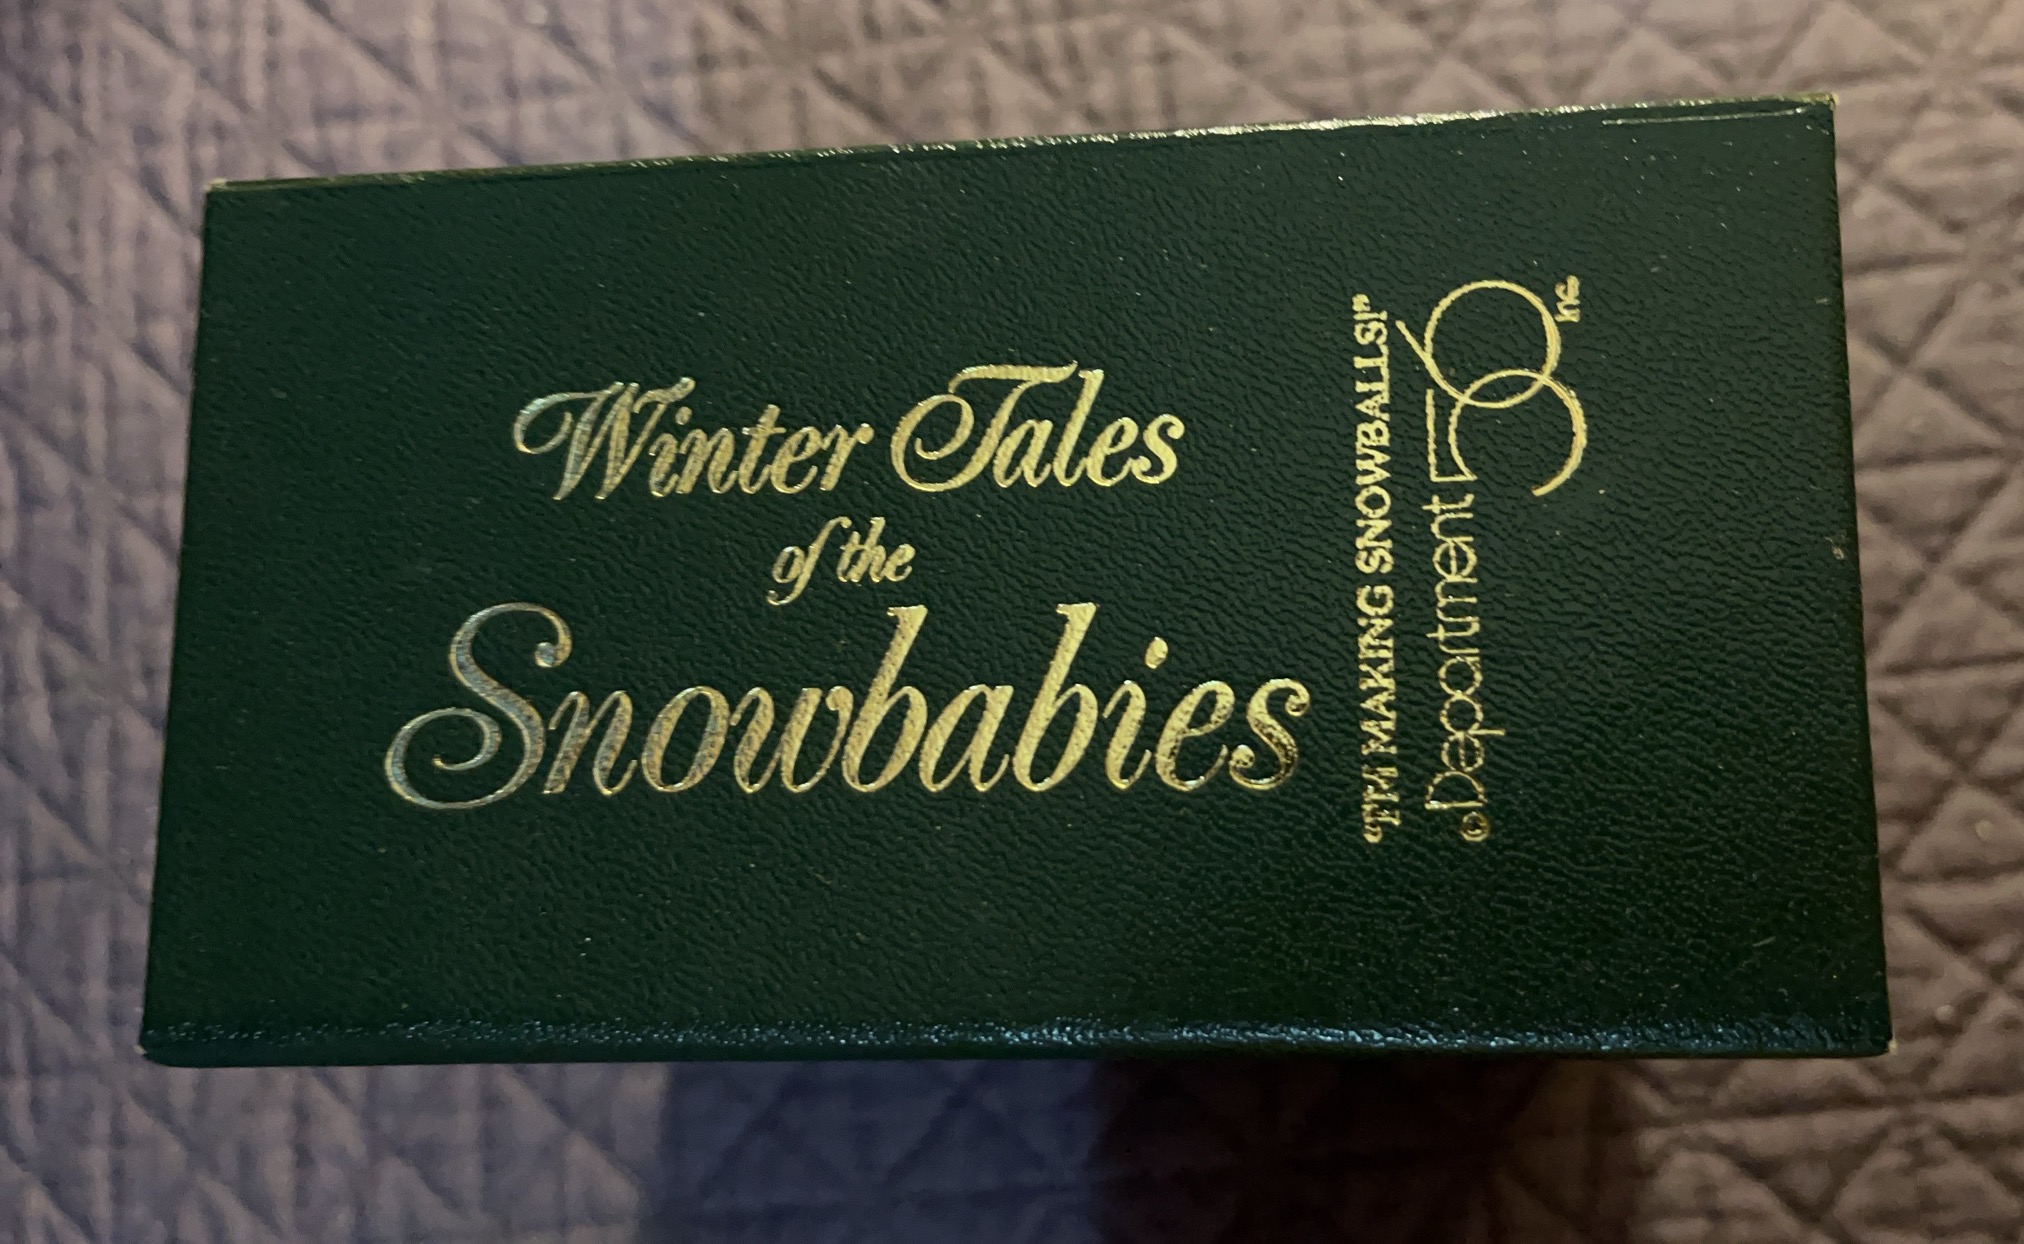 Winter Tales
of the
Snowbabies
"I'M MAKING SNOWBALLS!"
©Department 56 Inc.